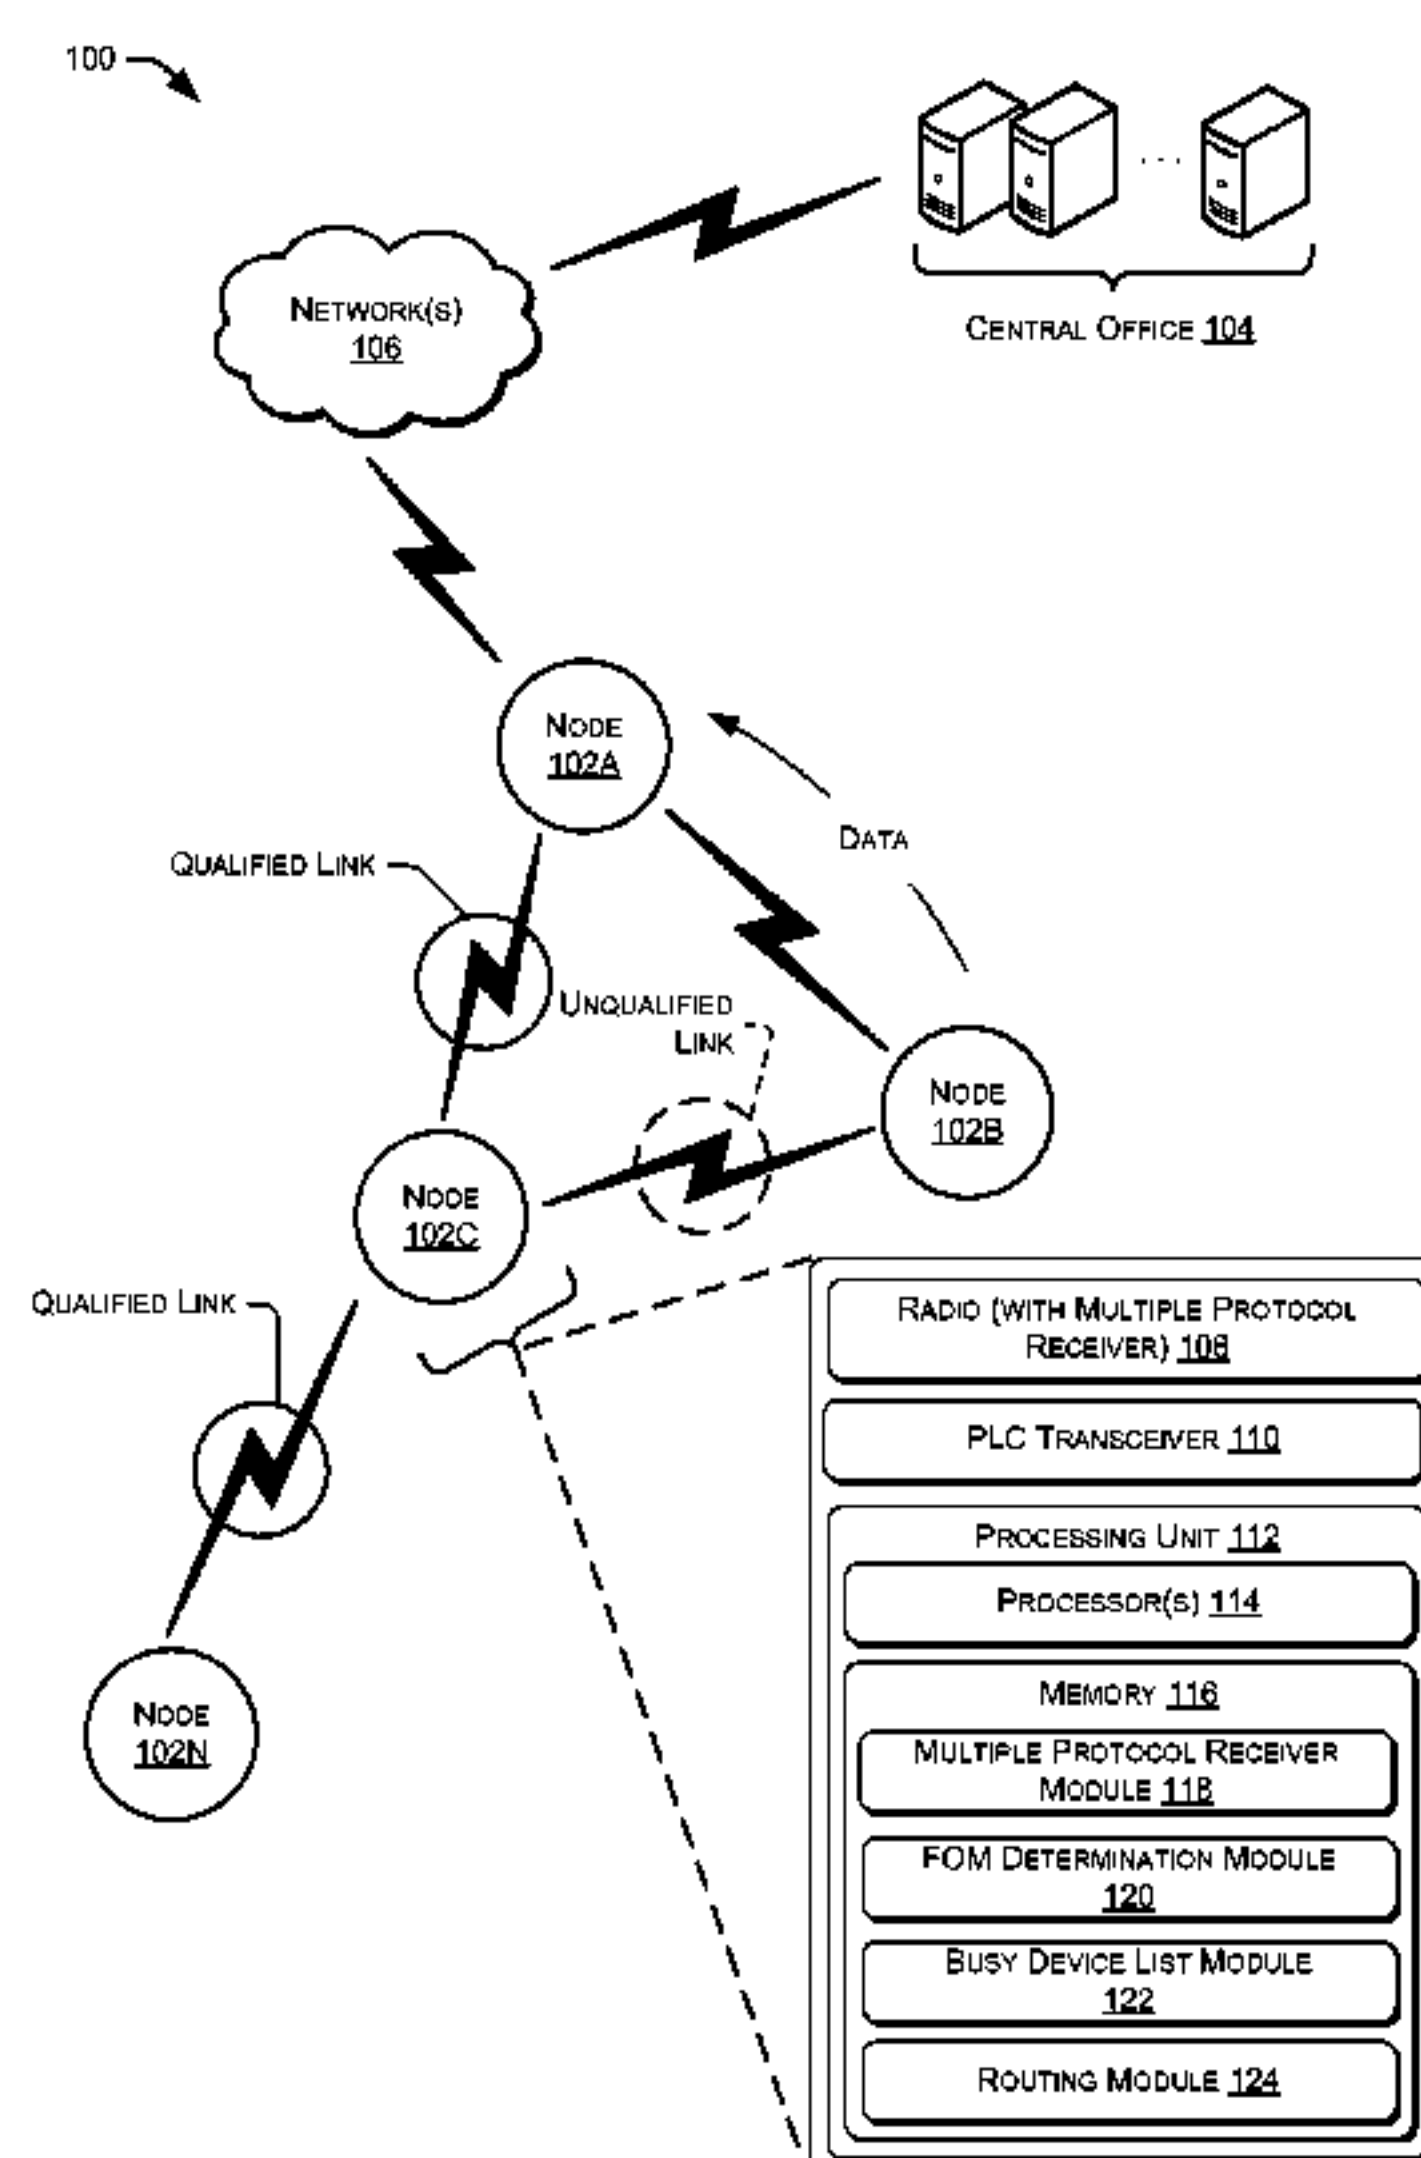 100
CENTRAL OFFICE 104
NETWORK(S)
106
NODE
102A
DATA
QUALIFIED LINK
UNQUALIFIED
LINK
NODE
102B
NODE
102C
QUALIFIED LINK
NODE
102N
RADIO (WITH MULTIPLE PROTOCOL
RECEIVER) 108
PLC TRANSCEIVER 110
PROCESSING UNIT 112
PROCESSOR(S) 114
MEMORY 116
MULTIPLE PROTOCOL RECEIVER
MODULE 118
FOM DETERMINATION MODULE
120
BUSY DEVICE LIST MODULE
122
ROUTING MODULE 124